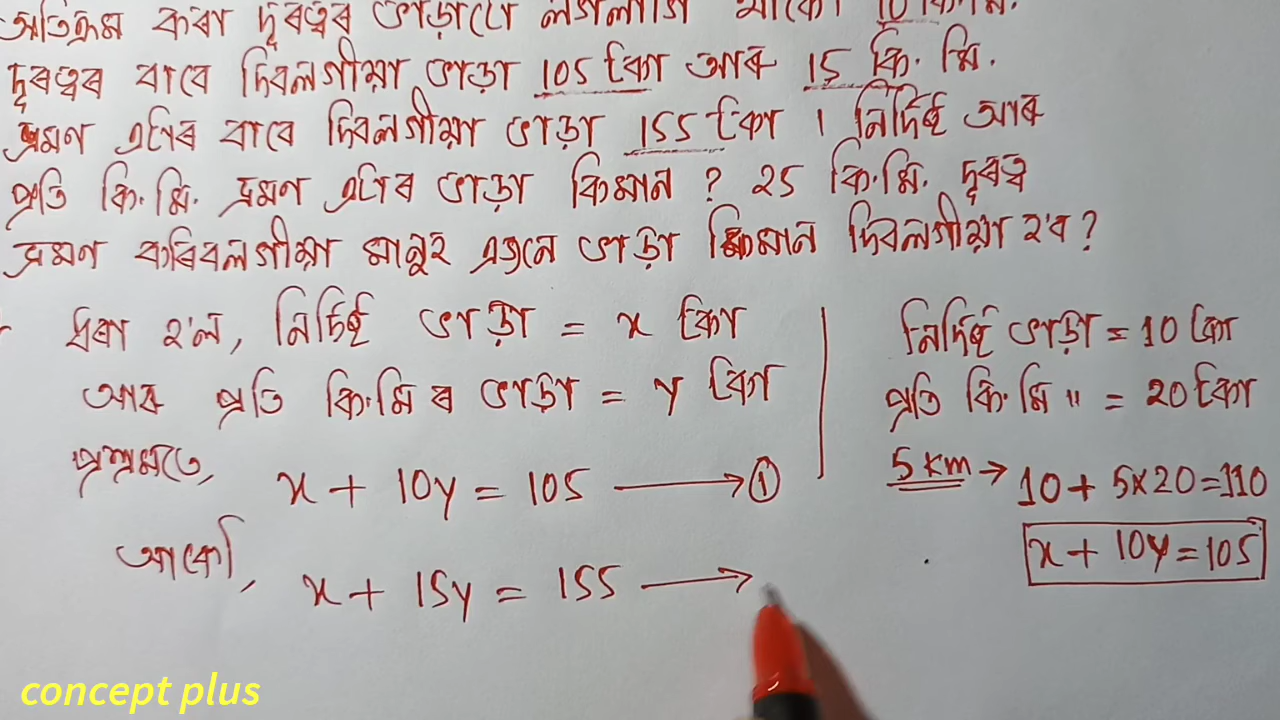 অতিক্ৰম কৰা দূৰত্বৰ ভাড়াটো 10 কি.মি.
দূৰত্বৰ বাবে দিবলগীয়া ভাড়া 105 টকা আৰু 15 কি. মি.
ভ্ৰমণ এটাৰ বাবে দিবলগীয়া ভাড়া 155 টকা । নিৰ্দিষ্ট আৰু
প্ৰতি কি.মি. ভ্ৰমণ এটাৰ ভাড়া কিমান ? 25 কি.মি. দূৰত্ব
ভ্ৰমণ কৰিবলগীয়া মানুহ এজনে ভাড়া কিমান দিবলগীয়া হ'ব ?
ধৰা হ'ল, নিৰ্দিষ্ট ভাড়া = x টকা
আৰু প্ৰতি কি.মি ৰ ভাড়া = y টকা
প্ৰশ্নমতে,
x + 10y = 105 ⟶ ①
আকৌ,
x + 15y = 155 ⟶
নিৰ্দিষ্ট ভাড়া = 10 টকা
প্ৰতি কি.মি " = 20 টকা
5 km → 10 + 5×20 = 110
x + 10y = 105
concept plus